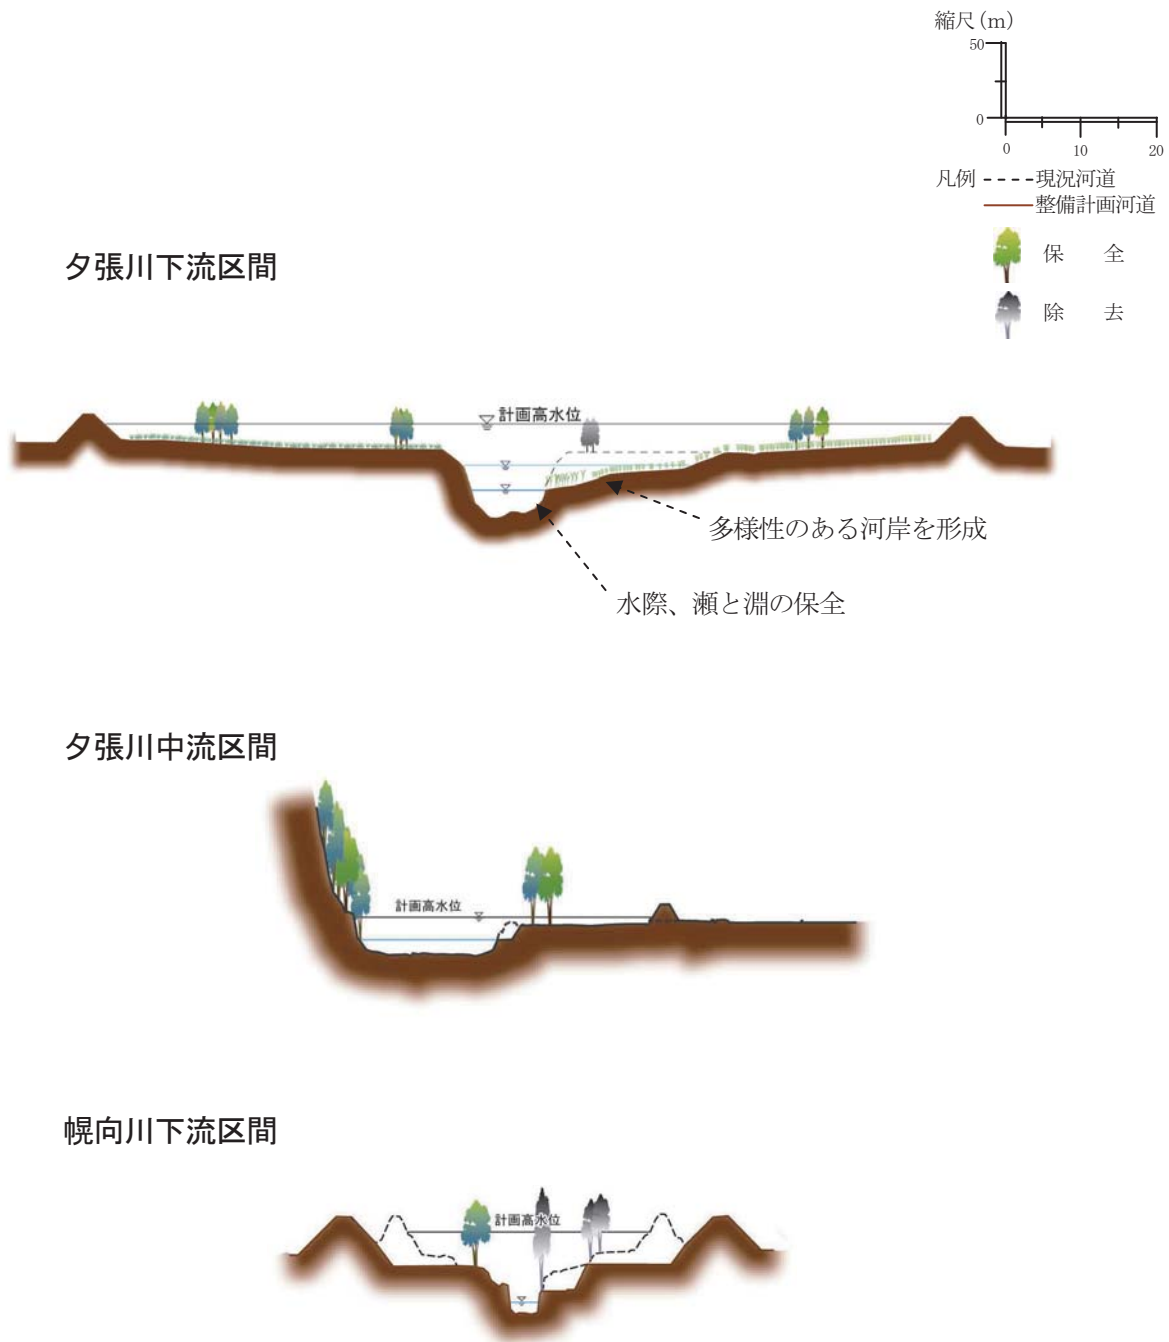 縮尺(m)
50
0
0 10 20
凡例 現況河道
整備計画河道
保 全
除 去
夕張川下流区間
計画高水位
多様性のある河岸を形成
水際、瀬と淵の保全
夕張川中流区間
計画高水位
幌向川下流区間
計画高水位